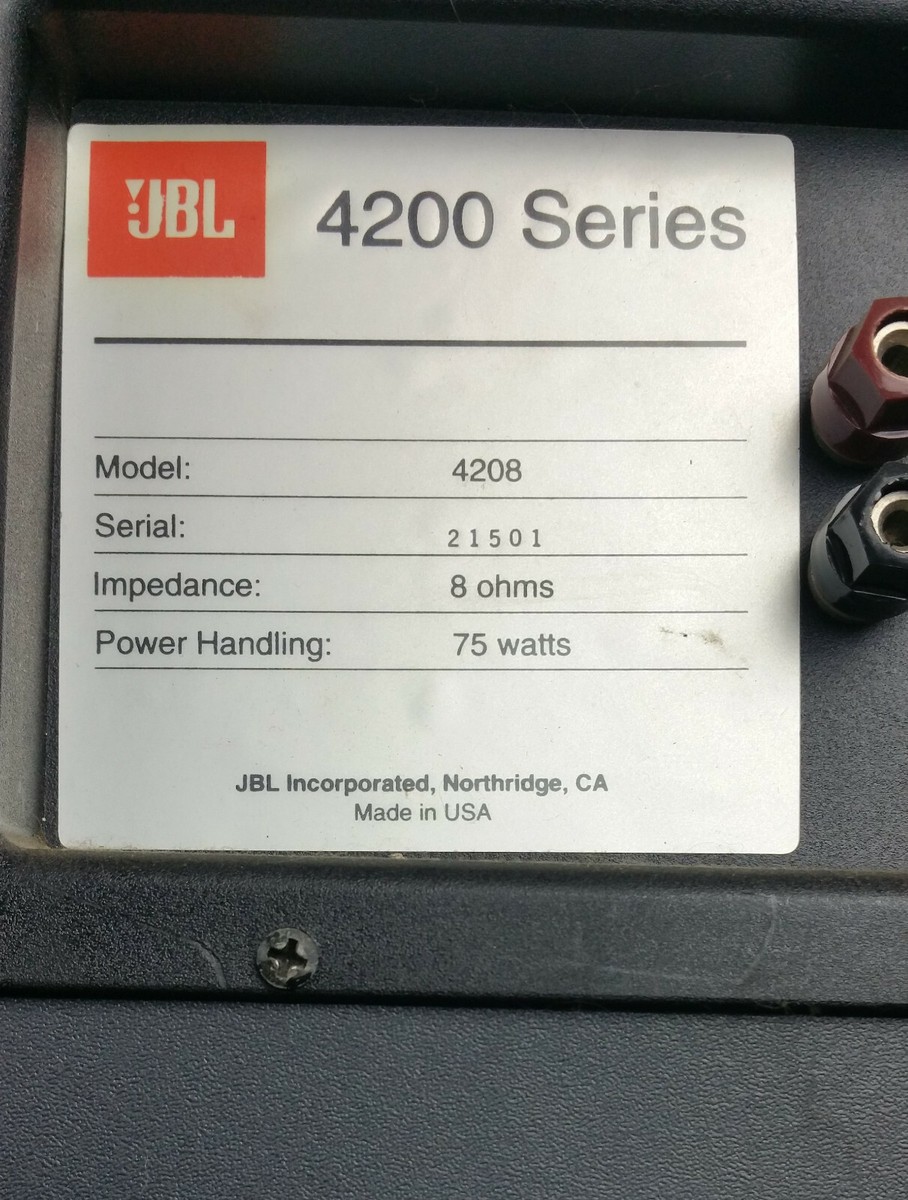 JBL 4200 Series
Model: 4208
Serial: 21501
Impedance: 8 ohms
Power Handling: 75 watts
JBL Incorporated, Northridge, CA
Made in USA